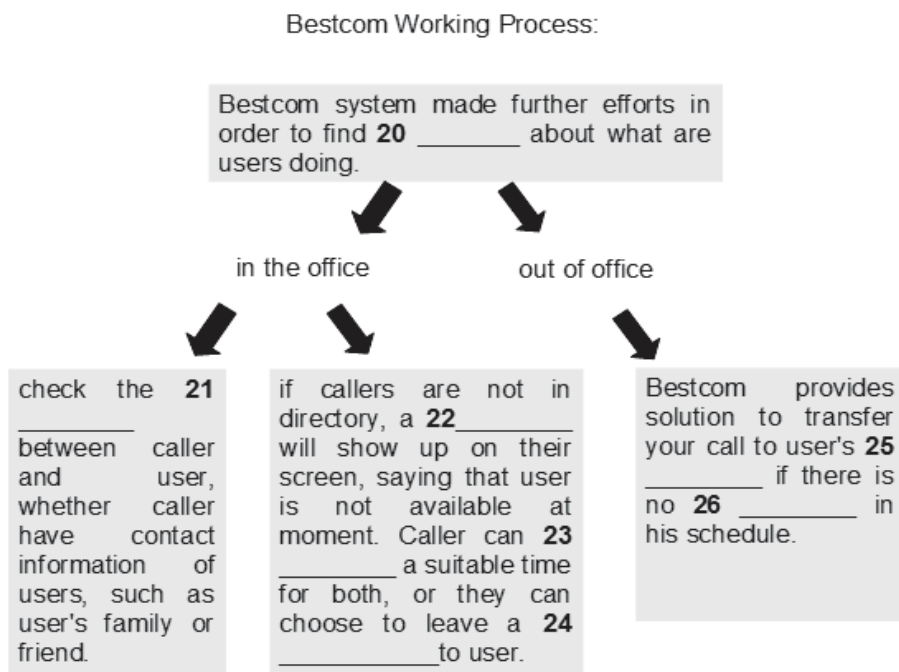 Bestcom Working Process:
Bestcom system made further efforts in
order to find 20 _______ about what are
users doing.
in the office
out of office
check the 21
________
between caller
and user,
whether caller
have contact
information of
users, such as
user's family or
friend.
if callers are not in
directory, a 22________
will show up on their
screen, saying that user
is not available at
moment. Caller can 23
________ a suitable time
for both, or they can
choose to leave a 24
___________to user.
Bestcom provides
solution to transfer
your call to user's 25
________ if there is
no 26 ________ in
his schedule.